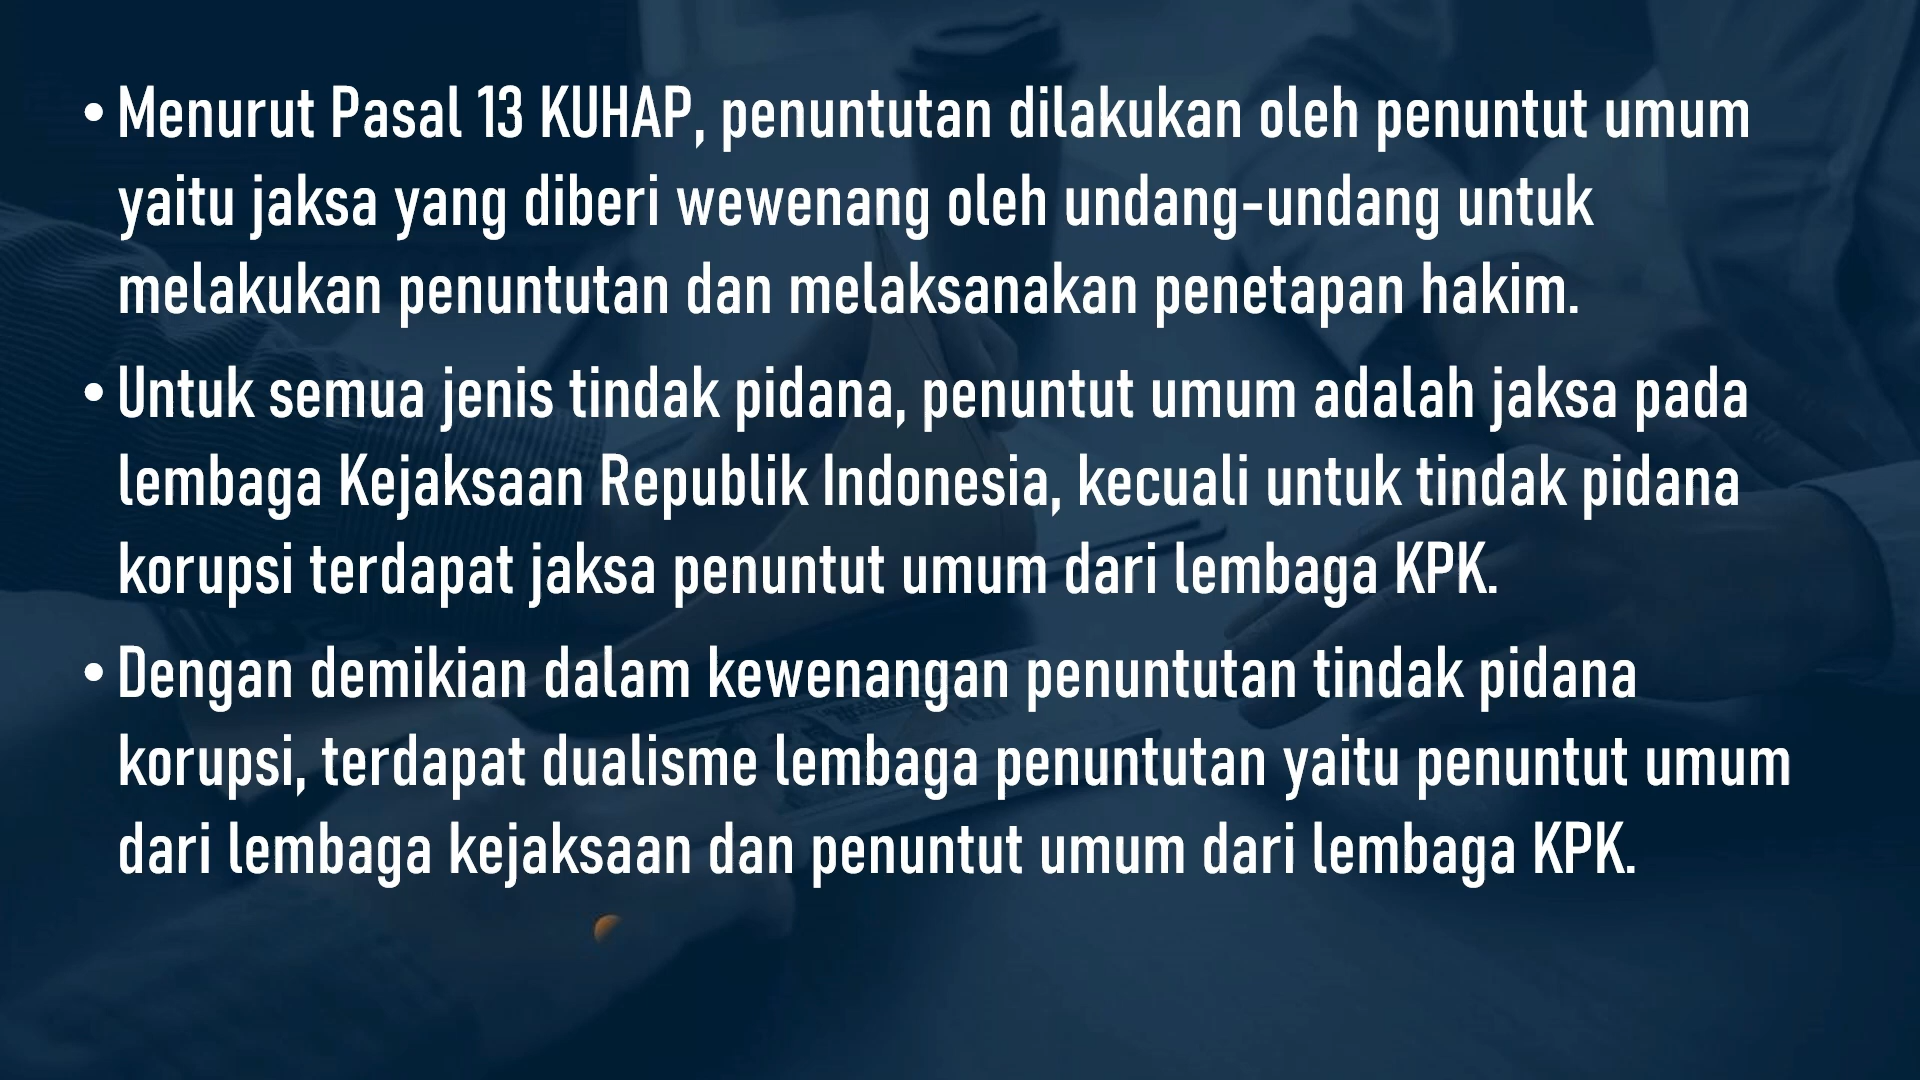 • Menurut Pasal 13 KUHAP, penuntutan dilakukan oleh penuntut umum
yaitu jaksa yang diberi wewenang oleh undang-undang untuk
melakukan penuntutan dan melaksanakan penetapan hakim.
• Untuk semua jenis tindak pidana, penuntut umum adalah jaksa pada
lembaga Kejaksaan Republik Indonesia, kecuali untuk tindak pidana
korupsi terdapat jaksa penuntut umum dari lembaga KPK.
• Dengan demikian dalam kewenangan penuntutan tindak pidana
korupsi, terdapat dualisme lembaga penuntutan yaitu penuntut umum
dari lembaga kejaksaan dan penuntut umum dari lembaga KPK.